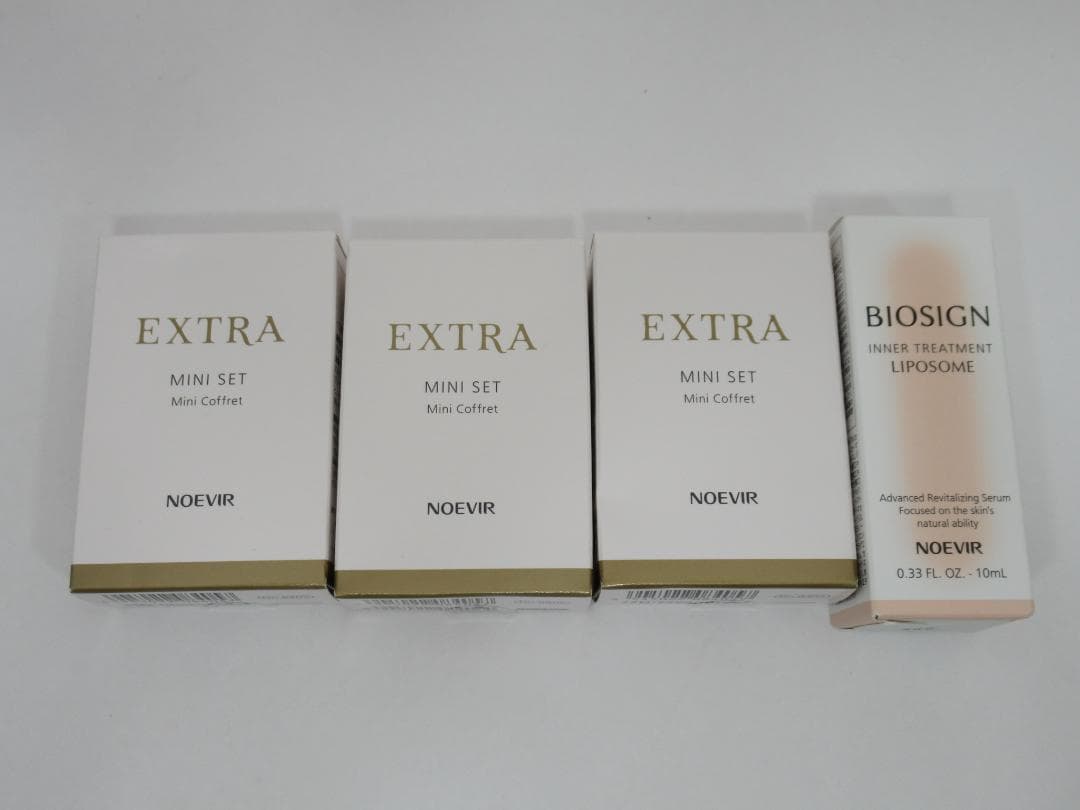 EXTRA
MINI SET
Mini Coffret
NOEVIR
EXTRA
MINI SET
Mini Coffret
NOEVIR
EXTRA
MINI SET
Mini Coffret
NOEVIR
BIOSIGN
INNER TREATMENT
LIPOSOME
Advanced Revitalizing Serum
Focused on the skin's
natural ability
NOEVIR
0.33 FL. OZ. - 10mL